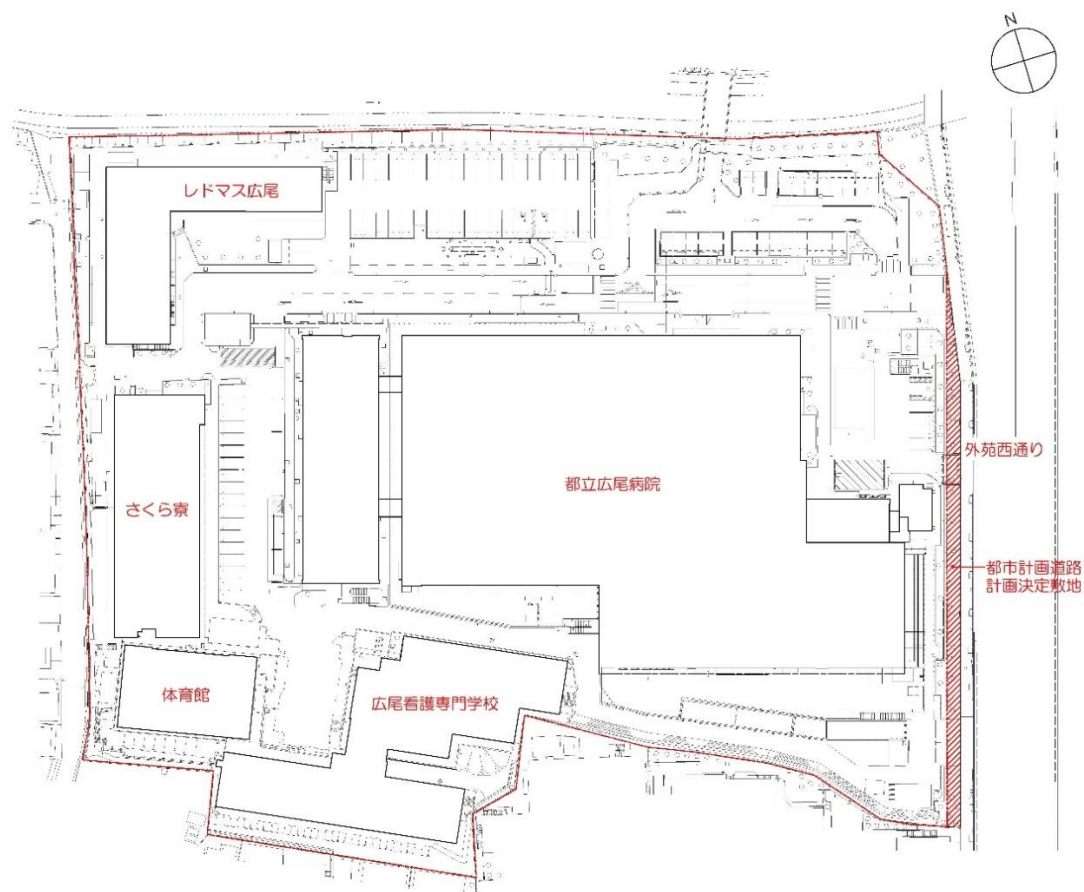 N
レドマス広尾
外苑西通り
都立広尾病院
さくら寮
都市計画道路
計画決定敷地
体育館
広尾看護専門学校